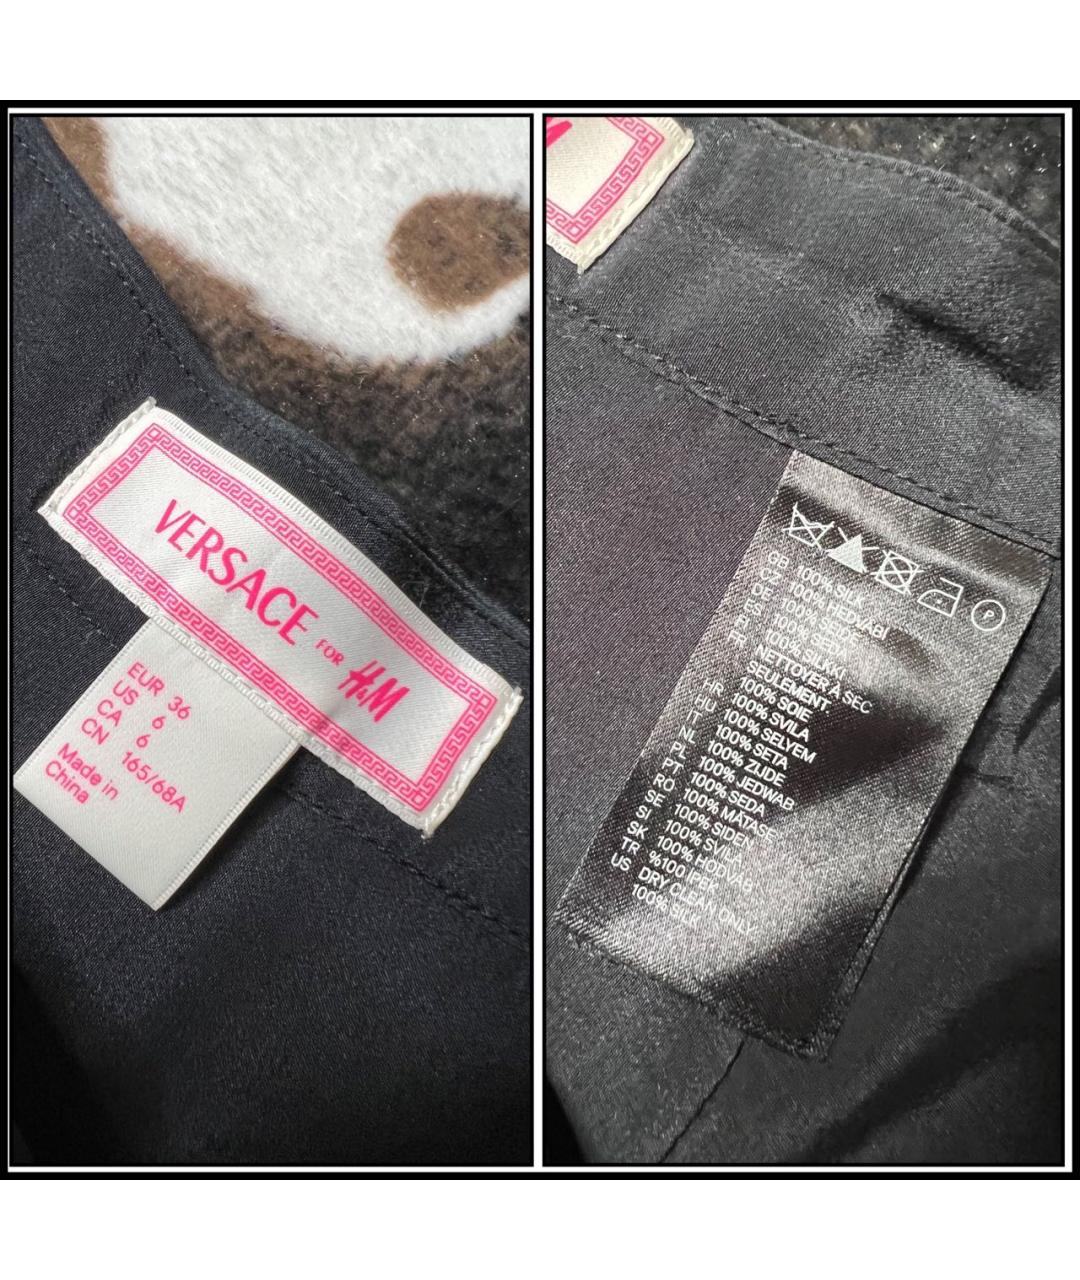 VERSACE FOR H&M
EUR 36
US 6
CA 6
CN 165/68A
Made in
China
M
P
GB 100% SILK
CZ 100% HEDVÁBÍ
DE 100% SEIDE
ES 100% SEDA
FI 100% SILKKI
FR NETTOYER À SEC
SEULEMENT
100% SOIE
HR 100% SVILA
HU 100% SELYEM
IT 100% SETA
NL 100% ZIJDE
PL 100% JEDWAB
PT 100% SEDA
RO 100% MĂTASE
SE 100% SIDEN
SI 100% SVILA
SK 100% HODVÁB
TR %100 İPEK
US DRY CLEAN ONLY
100% SILK